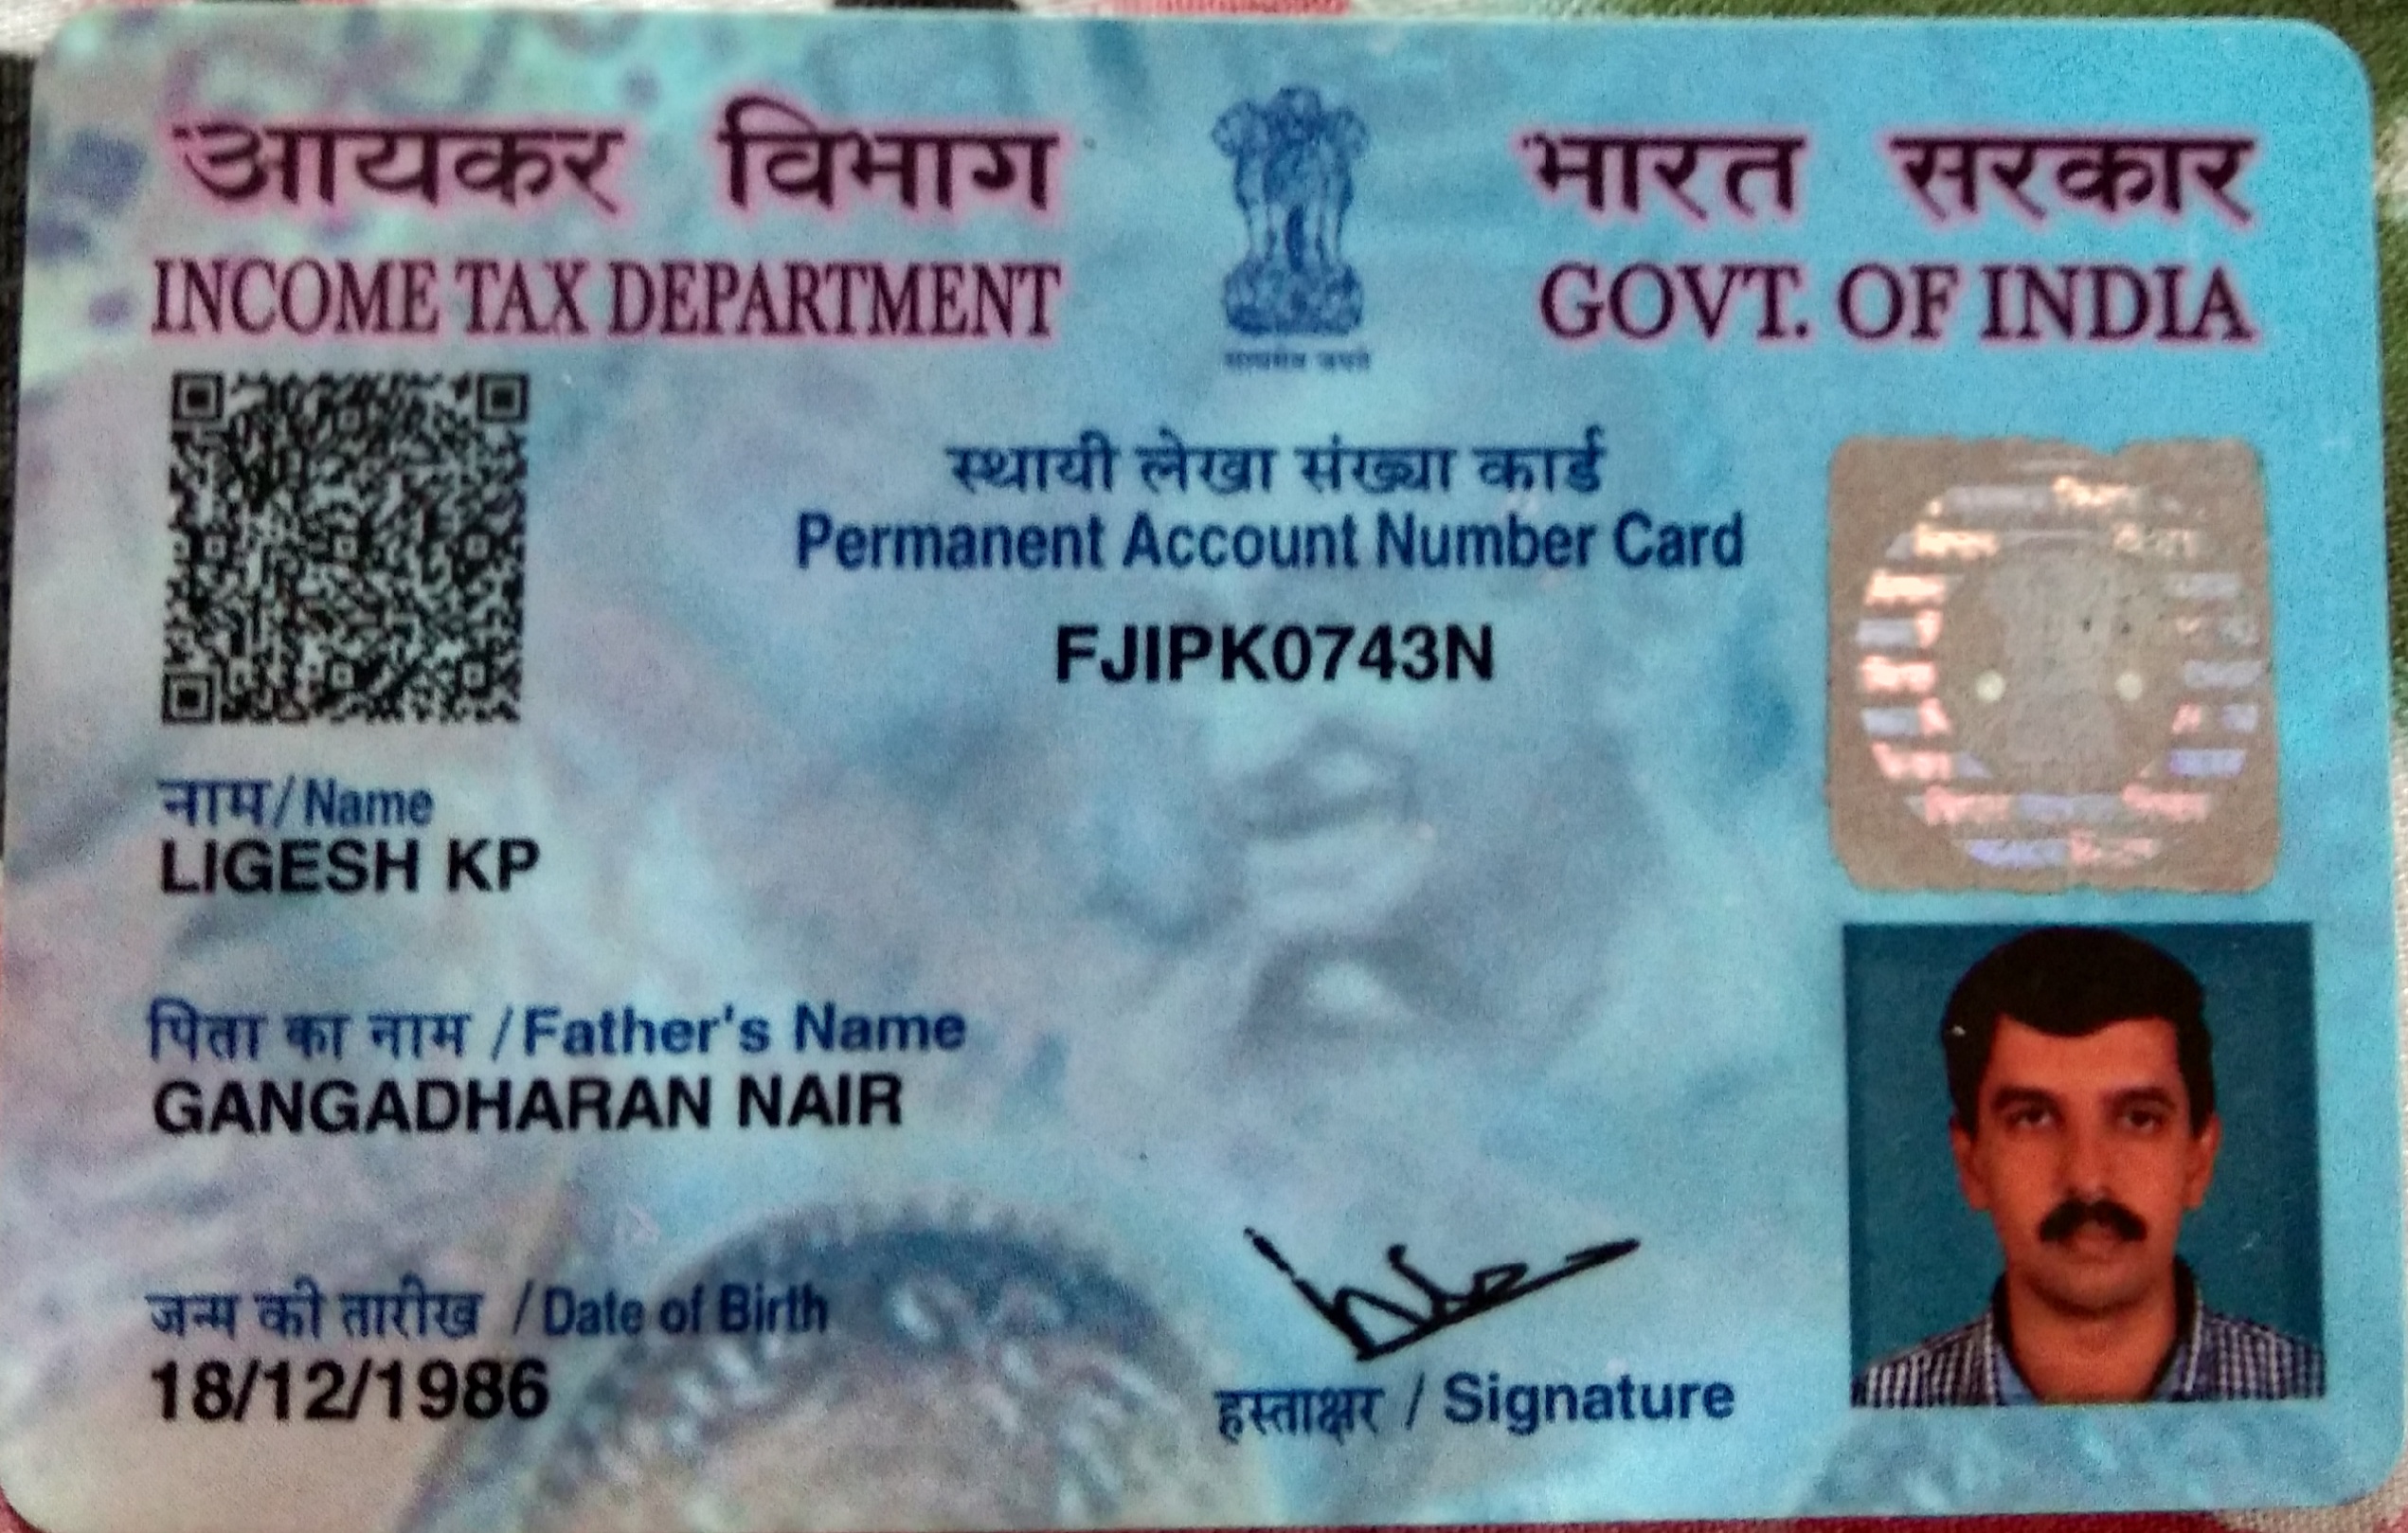 आयकर विभाग
INCOME TAX DEPARTMENT
सत्यमेव जयते
भारत सरकार
GOVT. OF INDIA
स्थायी लेखा संख्या कार्ड
Permanent Account Number Card
FJIPK0743N
नाम/Name
LIGESH KP
पिता का नाम /Father's Name
GANGADHARAN NAIR
जन्म की तारीख /Date of Birth
18/12/1986
हस्ताक्षर / Signature